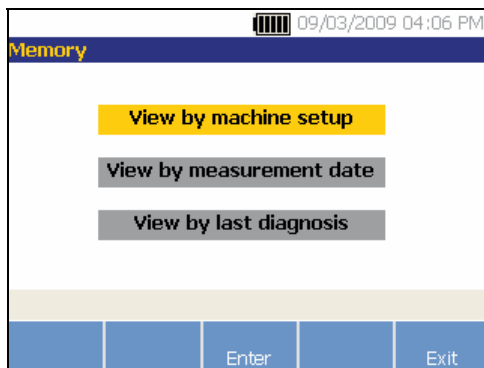 09/03/2009 04:06 PM
Memory
View by machine setup
View by measurement date
View by last diagnosis
Enter Exit